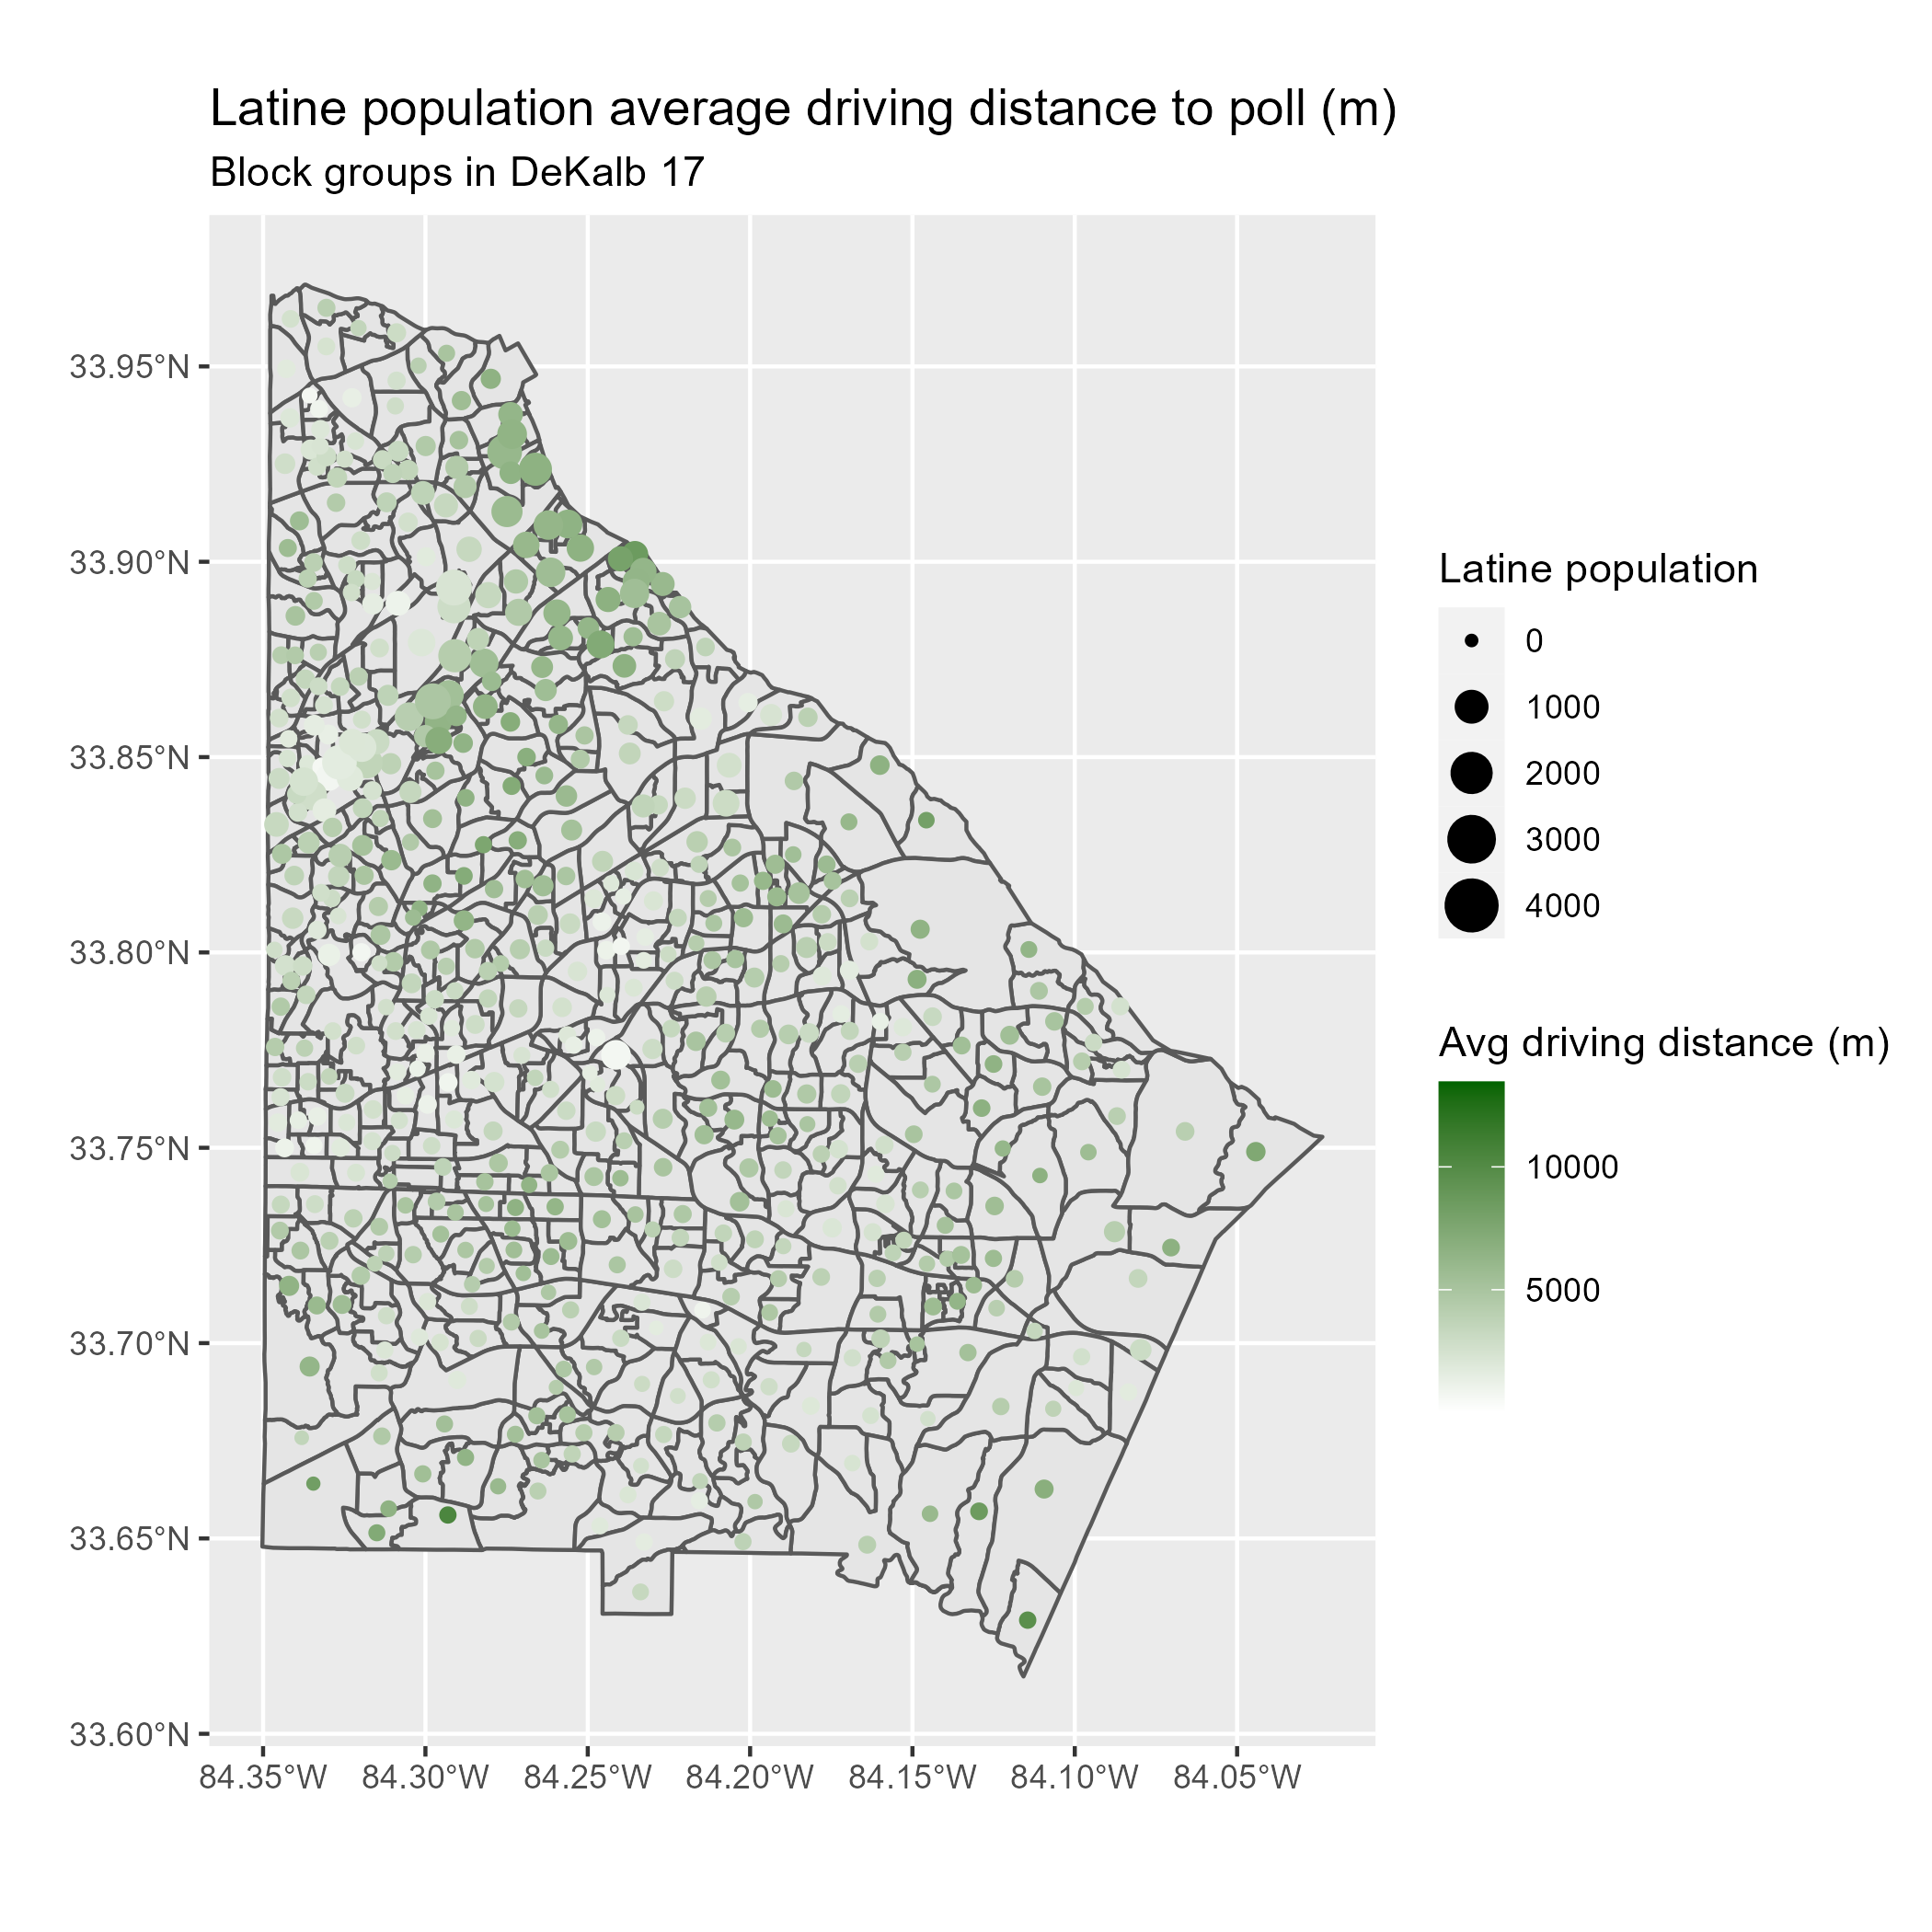 Latine population average driving distance to poll (m)
Block groups in DeKalb 17
33.95°N
33.90°N
33.85°N
33.80°N
33.75°N
33.70°N
33.65°N
33.60°N
84.35°W
84.30°W
84.25°W
84.20°W
84.15°W
84.10°W
84.05°W
Latine population
0
1000
2000
3000
4000
Avg driving distance (m)
10000
5000